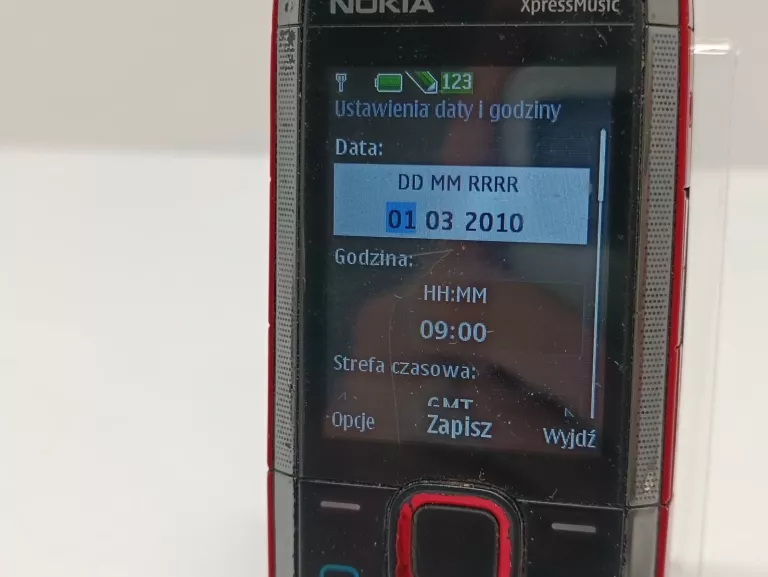 NOKIA XpressMusic
123
Ustawienia daty i godziny
Data:
DD MM RRRR
01 03 2010
Godzina:
HH:MM
09:00
Strefa czasowa:
GMT
Opcje Zapisz Wyjdź